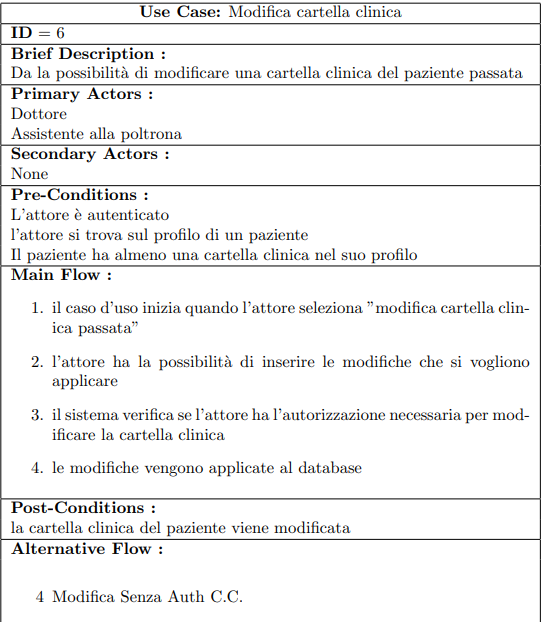 Use Case: Modifica cartella clinica
ID = 6
Brief Description :
Da la possibilità di modificare una cartella clinica del paziente passata
Primary Actors :
Dottore
Assistente alla poltrona
Secondary Actors :
None
Pre-Conditions :
L'attore è autenticato
l'attore si trova sul profilo di un paziente
Il paziente ha almeno una cartella clinica nel suo profilo
Main Flow :
1. il caso d'uso inizia quando l'attore seleziona ”modifica cartella clin-
ica passata”
2. l'attore ha la possibilità di inserire le modifiche che si vogliono
applicare
3. il sistema verifica se l'attore ha l'autorizzazione necessaria per mod-
ificare la cartella clinica
4. le modifiche vengono applicate al database
Post-Conditions :
la cartella clinica del paziente viene modificata
Alternative Flow :
4 Modifica Senza Auth C.C.